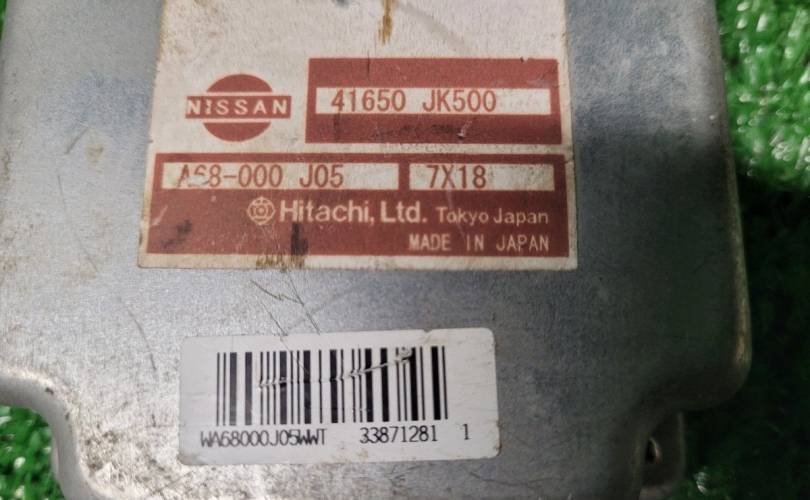 NISSAN
41650 JK500
A68-000 J05 7X18
Hitachi, Ltd. Tokyo Japan
MADE IN JAPAN
WA68000J05WWT 33871281 1